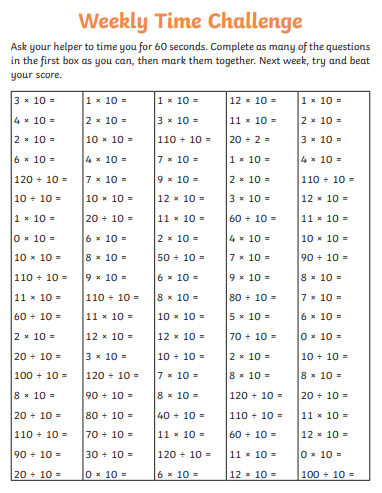 Weekly Time Challenge
Ask your helper to time you for 60 seconds. Complete as many of the questions
in the first box as you can, then mark them together. Next week, try and beat
your score.
3 × 10 = 1 × 10 = 1 × 10 = 12 × 10 = 1 × 10 =
4 × 10 = 2 × 10 = 3 × 10 = 11 × 10 = 2 × 10 =
2 × 10 = 10 × 10 = 110 ÷ 10 = 20 ÷ 2 = 3 × 10 =
6 × 10 = 4 × 10 = 7 × 10 = 1 × 10 = 4 × 10 =
120 ÷ 10 = 7 × 10 = 9 × 10 = 2 × 10 = 110 ÷ 10 =
10 ÷ 10 = 10 × 10 = 12 × 10 = 3 × 10 = 12 × 10 =
1 × 10 = 20 ÷ 10 = 11 × 10 = 60 ÷ 10 = 11 × 10 =
0 × 10 = 6 × 10 = 2 × 10 = 4 × 10 = 10 × 10 =
10 × 10 = 8 × 10 = 50 ÷ 10 = 7 × 10 = 90 ÷ 10 =
110 ÷ 10 = 9 × 10 = 6 × 10 = 9 × 10 = 8 × 10 =
11 × 10 = 110 ÷ 10 = 8 × 10 = 80 ÷ 10 = 7 × 10 =
60 ÷ 10 = 11 × 10 = 10 × 10 = 5 × 10 = 6 × 10 =
2 × 10 = 12 × 10 = 12 × 10 = 70 ÷ 10 = 0 × 10 =
20 ÷ 10 = 3 × 10 = 10 ÷ 10 = 2 × 10 = 10 ÷ 10 =
100 ÷ 10 = 120 ÷ 10 = 7 × 10 = 8 × 10 = 8 × 10 =
8 × 10 = 90 ÷ 10 = 8 × 10 = 120 ÷ 10 = 20 ÷ 10 =
20 ÷ 10 = 80 ÷ 10 = 40 ÷ 10 = 110 ÷ 10 = 11 × 10 =
110 ÷ 10 = 70 ÷ 10 = 11 × 10 = 60 ÷ 10 = 12 × 10 =
90 ÷ 10 = 30 ÷ 10 = 120 ÷ 10 = 11 × 10 = 0 × 10 =
20 ÷ 10 = 0 × 10 = 6 × 10 = 12 × 10 = 100 ÷ 10 =